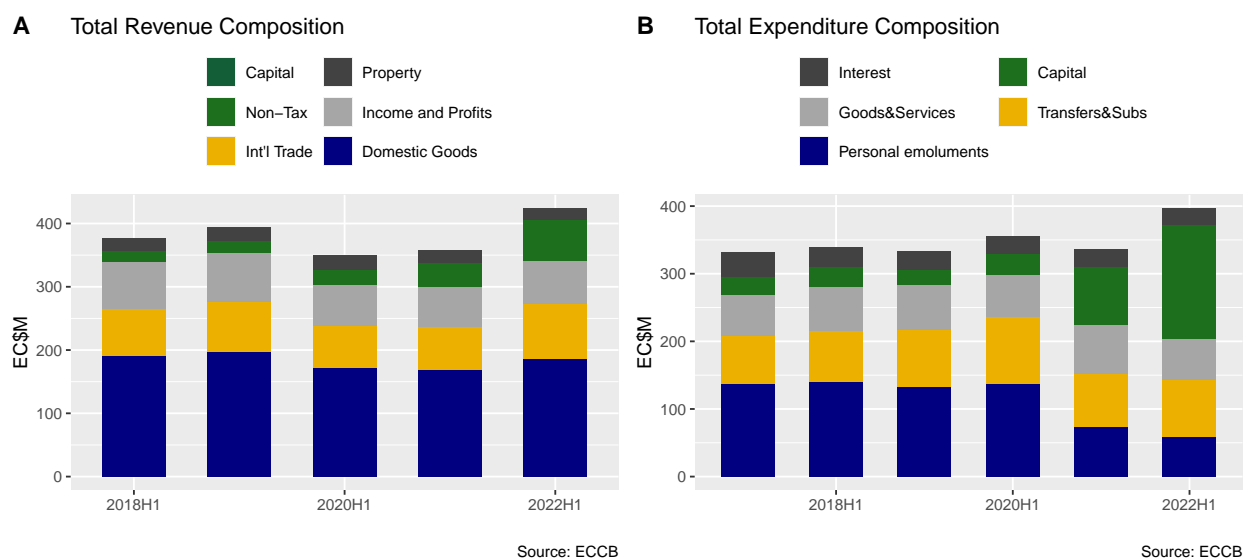 A Total Revenue Composition
Capital Property
Non−Tax Income and Profits
Int'l Trade Domestic Goods
EC$M
400
300
200
100
0
2018H1 2020H1 2022H1
Source: ECCB
B Total Expenditure Composition
Interest Capital
Goods&Services Transfers&Subs
Personal emoluments
EC$M
400
300
200
100
0
2018H1 2020H1 2022H1
Source: ECCB